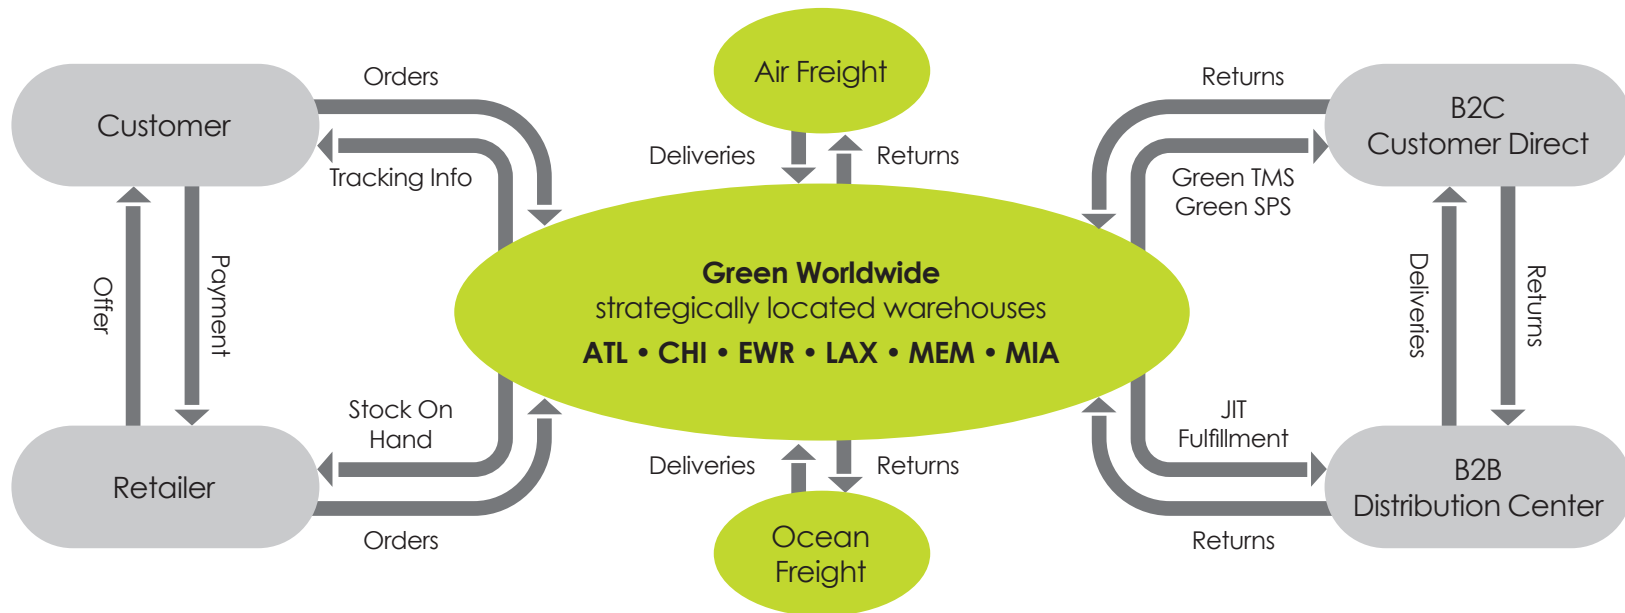 Orders
Air Freight
Returns
Customer
B2C
Customer Direct
Deliveries
Returns
Tracking Info
Green TMS
Green SPS
Offer
Payment
Green Worldwide
strategically located warehouses
ATL • CHI • EWR • LAX • MEM • MIA
Deliveries
Returns
Stock On
Hand
JIT
Fulfillment
Deliveries
Returns
Retailer
B2B
Distribution Center
Orders
Ocean
Freight
Returns